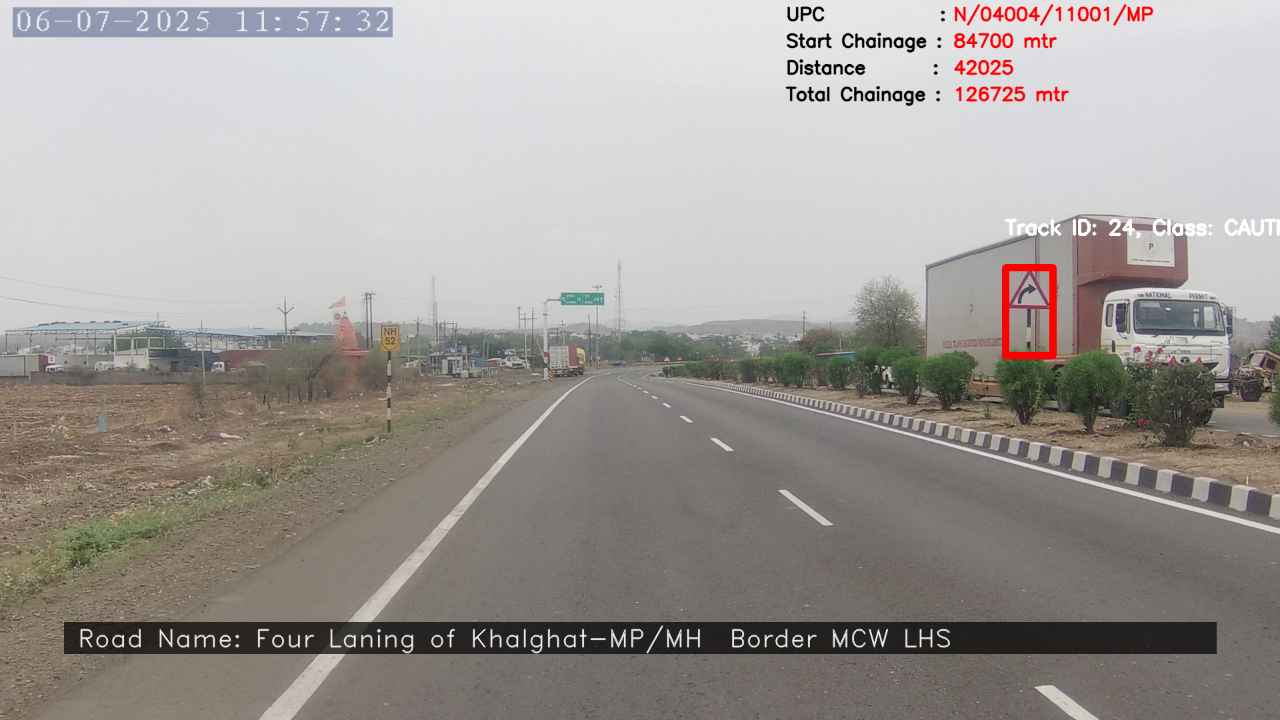 06-07-2025 11:57:32
UPC : N/04004/11001/MP
Start Chainage : 84700 mtr
Distance : 42025
Total Chainage : 126725 mtr
Track ID: 24, Class: CAUTI
P
NATIONAL PERMIT
NH
52
Road Name: Four Laning of Khalghat-MP/MH Border MCW LHS